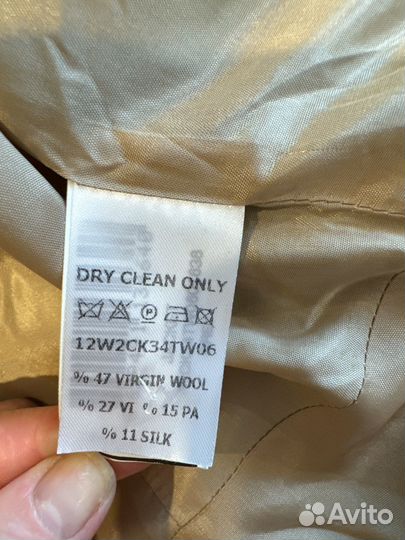 DRY CLEAN ONLY
P
12W2CK34TW06
% 47 VIRGIN WOOL
% 27 VI % 15 PA
% 11 SILK
Avito